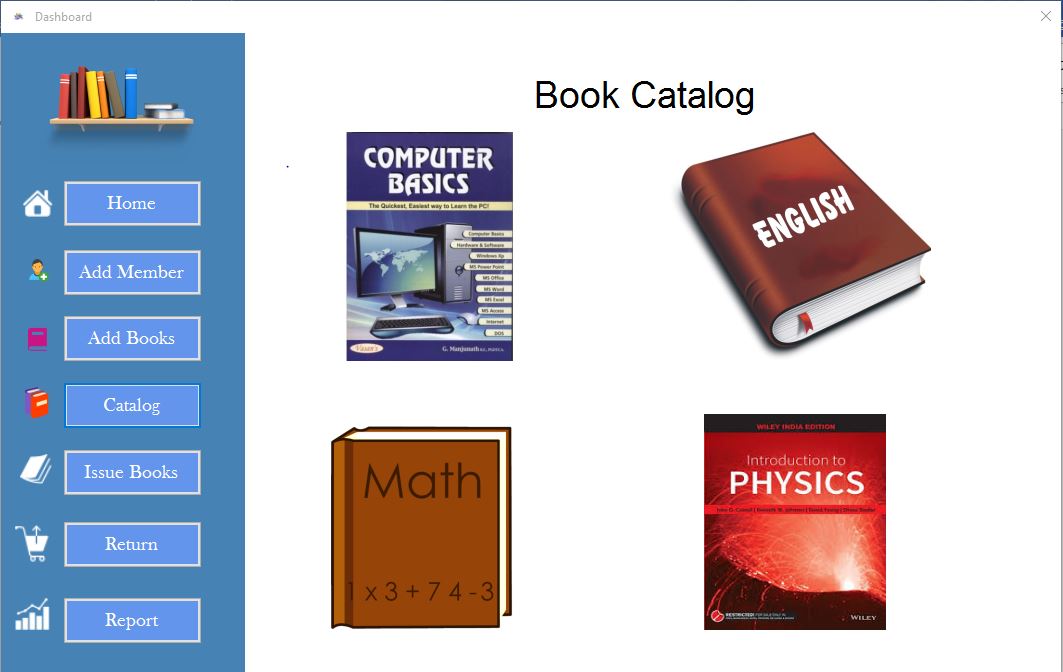 Dashboard
Home
Add Member
Add Books
Catalog
Issue Books
Return
Report
Book Catalog
COMPUTER
BASICS
The Quickest, Easiest way to Learn the PC!
Computer Basics
Hardware & Software
Windows Xp
MS Power Point
MS Office
MS Word
MS Excel
MS Access
Internet
DOS
Vasan's
G. Manjunath
ENGLISH
Math
1 x 3 + 7 4 - 3
WILEY INDIA EDITION
Introduction to
PHYSICS
John D. Cutnell | Kenneth W. Johnson | David Young | Shane Stadler
RESTRICTED!
WILEY